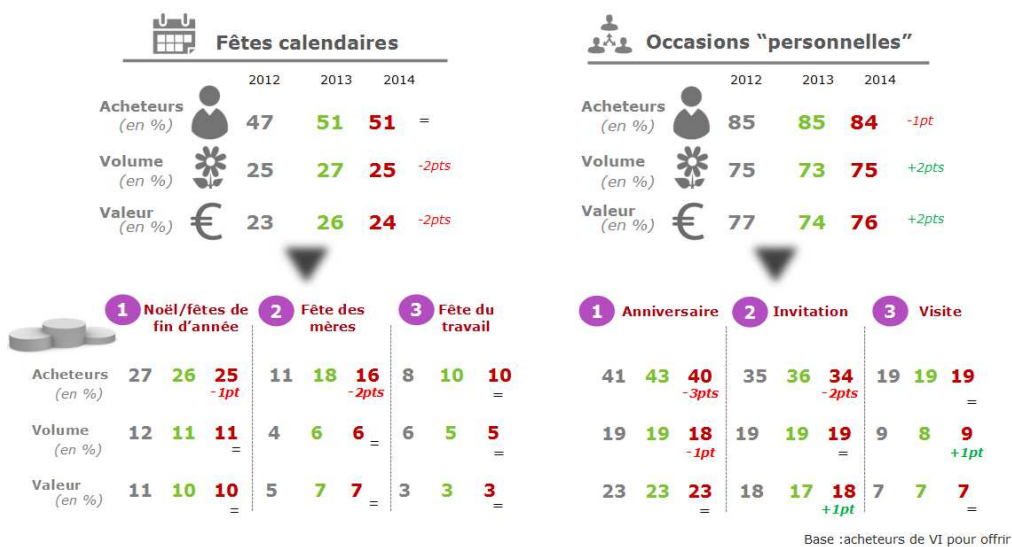 Fêtes calendaires
2012 2013 2014
Acheteurs
(en %) 47 51 51 =
Volume
(en %) 25 27 25 -2pts
Valeur
(en %) € 23 26 24 -2pts
1 Noël/fêtes de
fin d'année
2 Fête des
mères
3 Fête du
travail
Acheteurs 27 26 25 11 18 16 8 10 10
(en %) -1pt -2pts =
Volume 12 11 11 4 6 6 6 5 5
(en %) = = =
Valeur 11 10 10 5 7 7 3 3 3
(en %) = = =
Occasions “personnelles”
2012 2013 2014
Acheteurs
(en %) 85 85 84 -1pt
Volume
(en %) 75 73 75 +2pts
Valeur
(en %) € 77 74 76 +2pts
1 Anniversaire 2 Invitation 3 Visite
41 43 40 35 36 34 19 19 19
-3pts -2pts =
19 19 18 19 19 19 9 8 9
-1pt = +1pt
23 23 23 18 17 18 7 7 7
= +1pt =
Base :acheteurs de VI pour offrir